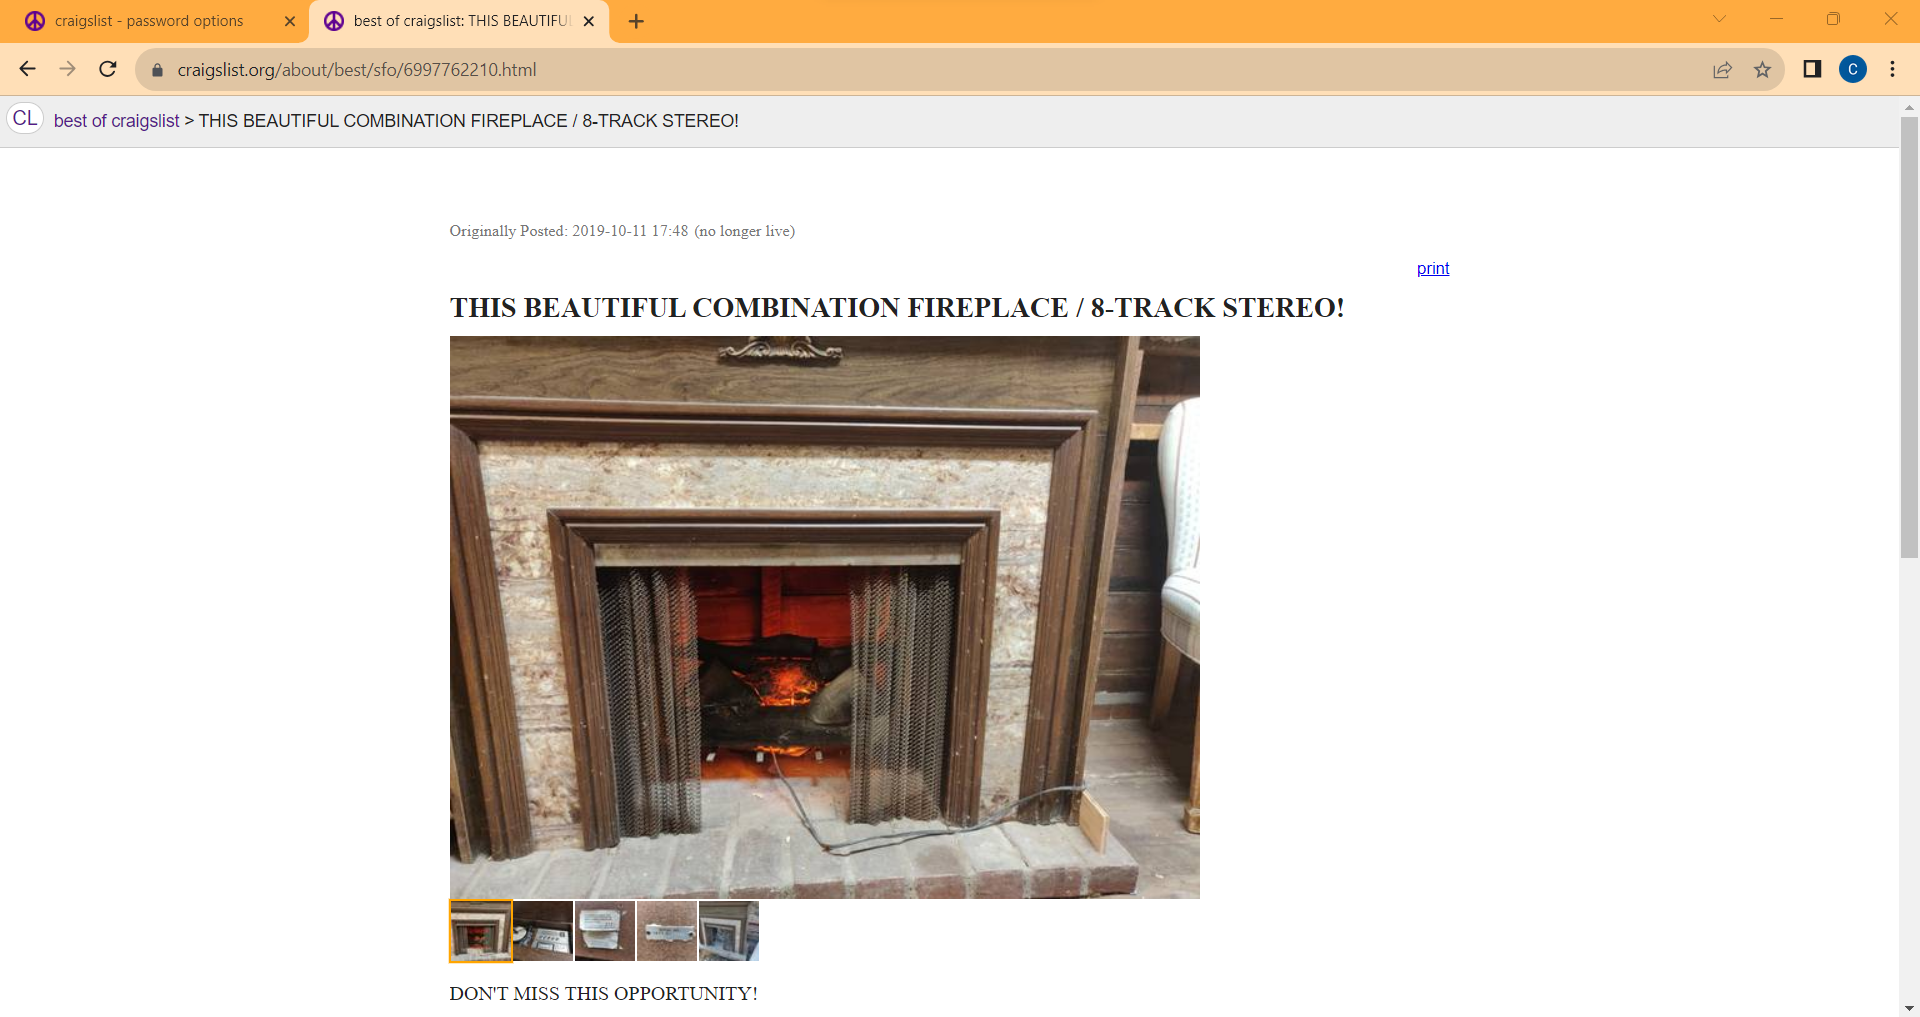 craigslist - password options
best of craigslist: THIS BEAUTIFUL
craigslist.org/about/best/sfo/6997762210.html
C
CL
best of craigslist > THIS BEAUTIFUL COMBINATION FIREPLACE / 8-TRACK STEREO!
Originally Posted: 2019-10-11 17:48 (no longer live)
print
THIS BEAUTIFUL COMBINATION FIREPLACE / 8-TRACK STEREO!
DON'T MISS THIS OPPORTUNITY!